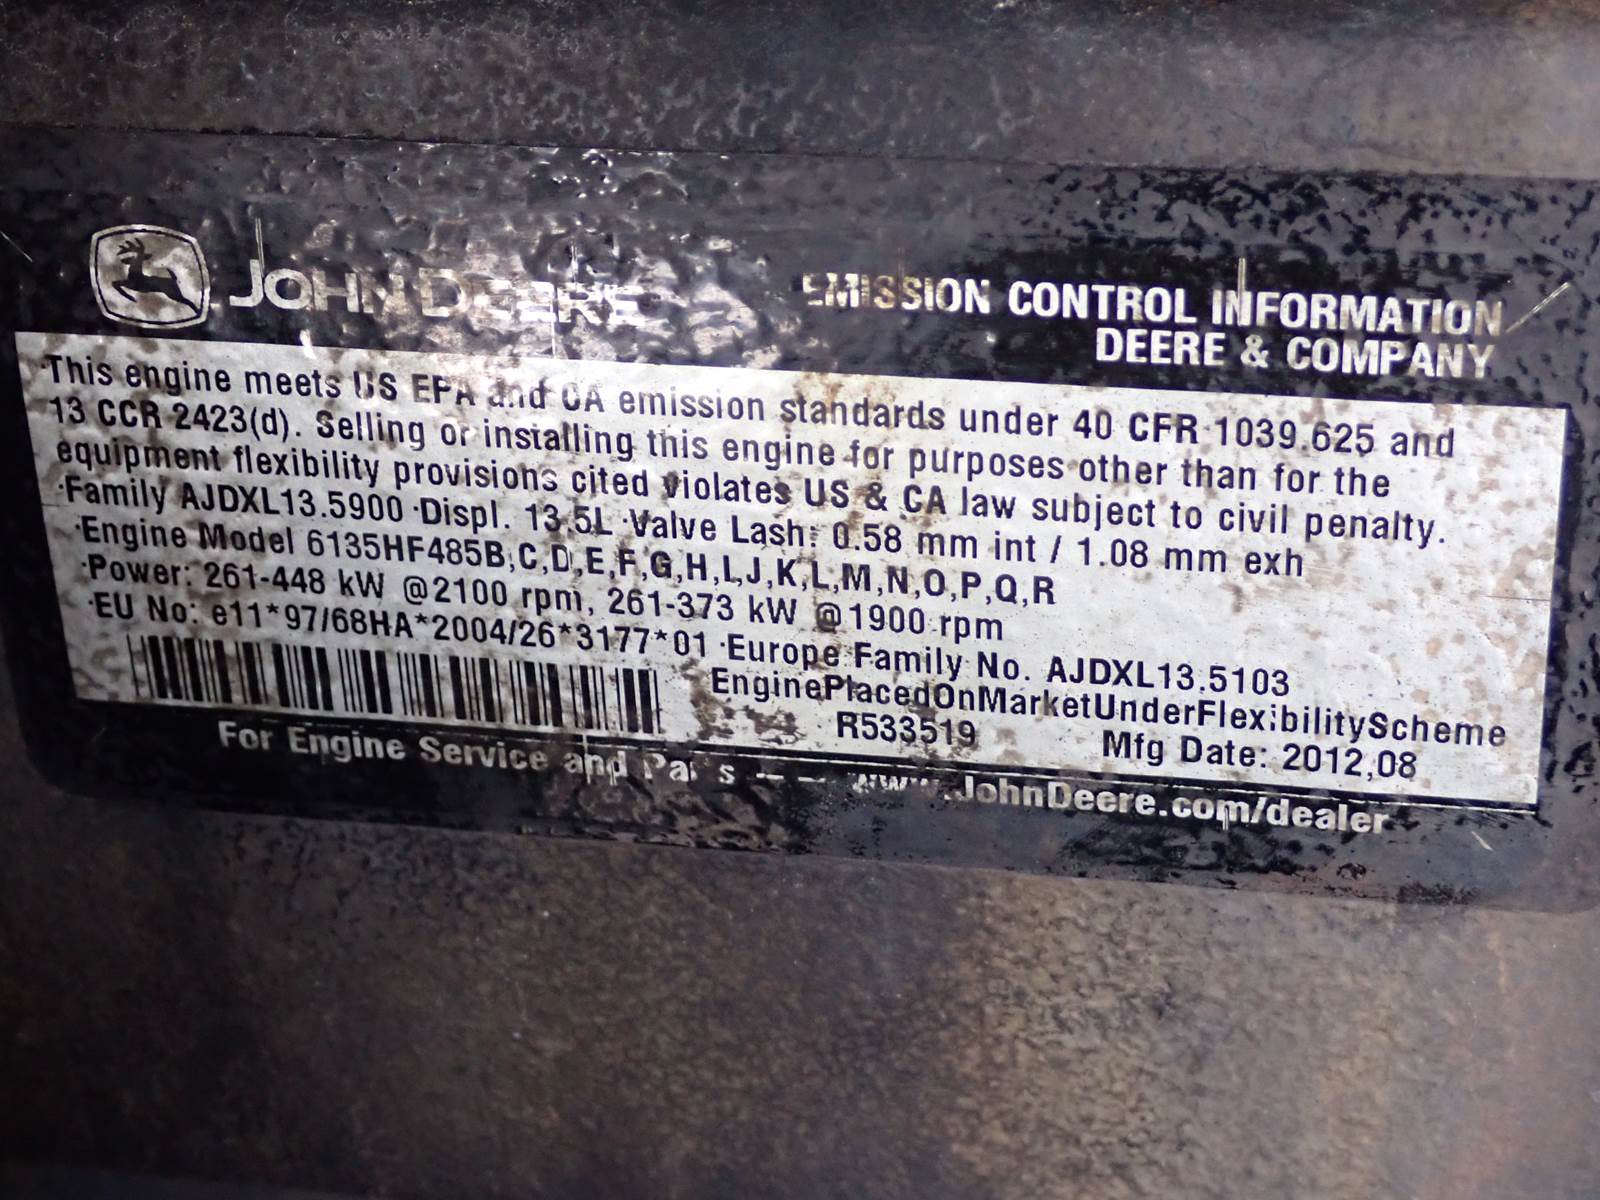 JOHN DEERE
EMISSION CONTROL INFORMATION
DEERE & COMPANY
·This engine meets US EPA and CA emission standards under 40 CFR 1039.625 and
13 CCR 2423(d). Selling or installing this engine for purposes other than for the
equipment flexibility provisions cited violates US & CA law subject to civil penalty.
·Family AJDXL13.5900 ·Displ. 13.5L ·Valve Lash: 0.58 mm int / 1.08 mm exh
·Engine Model 6135HF485B,C,D,E,F,G,H,I,J,K,L,M,N,O,P,Q,R
·Power: 261-448 kW @2100 rpm, 261-373 kW @1900 rpm
·EU No: e11*97/68HA*2004/26*3177*01 ·Europe Family No. AJDXL13.5103
EnginePlacedOnMarketUnderFlexibilityScheme
R533519 Mfg Date: 2012,08
For Engine Service and Parts -- www.JohnDeere.com/dealer